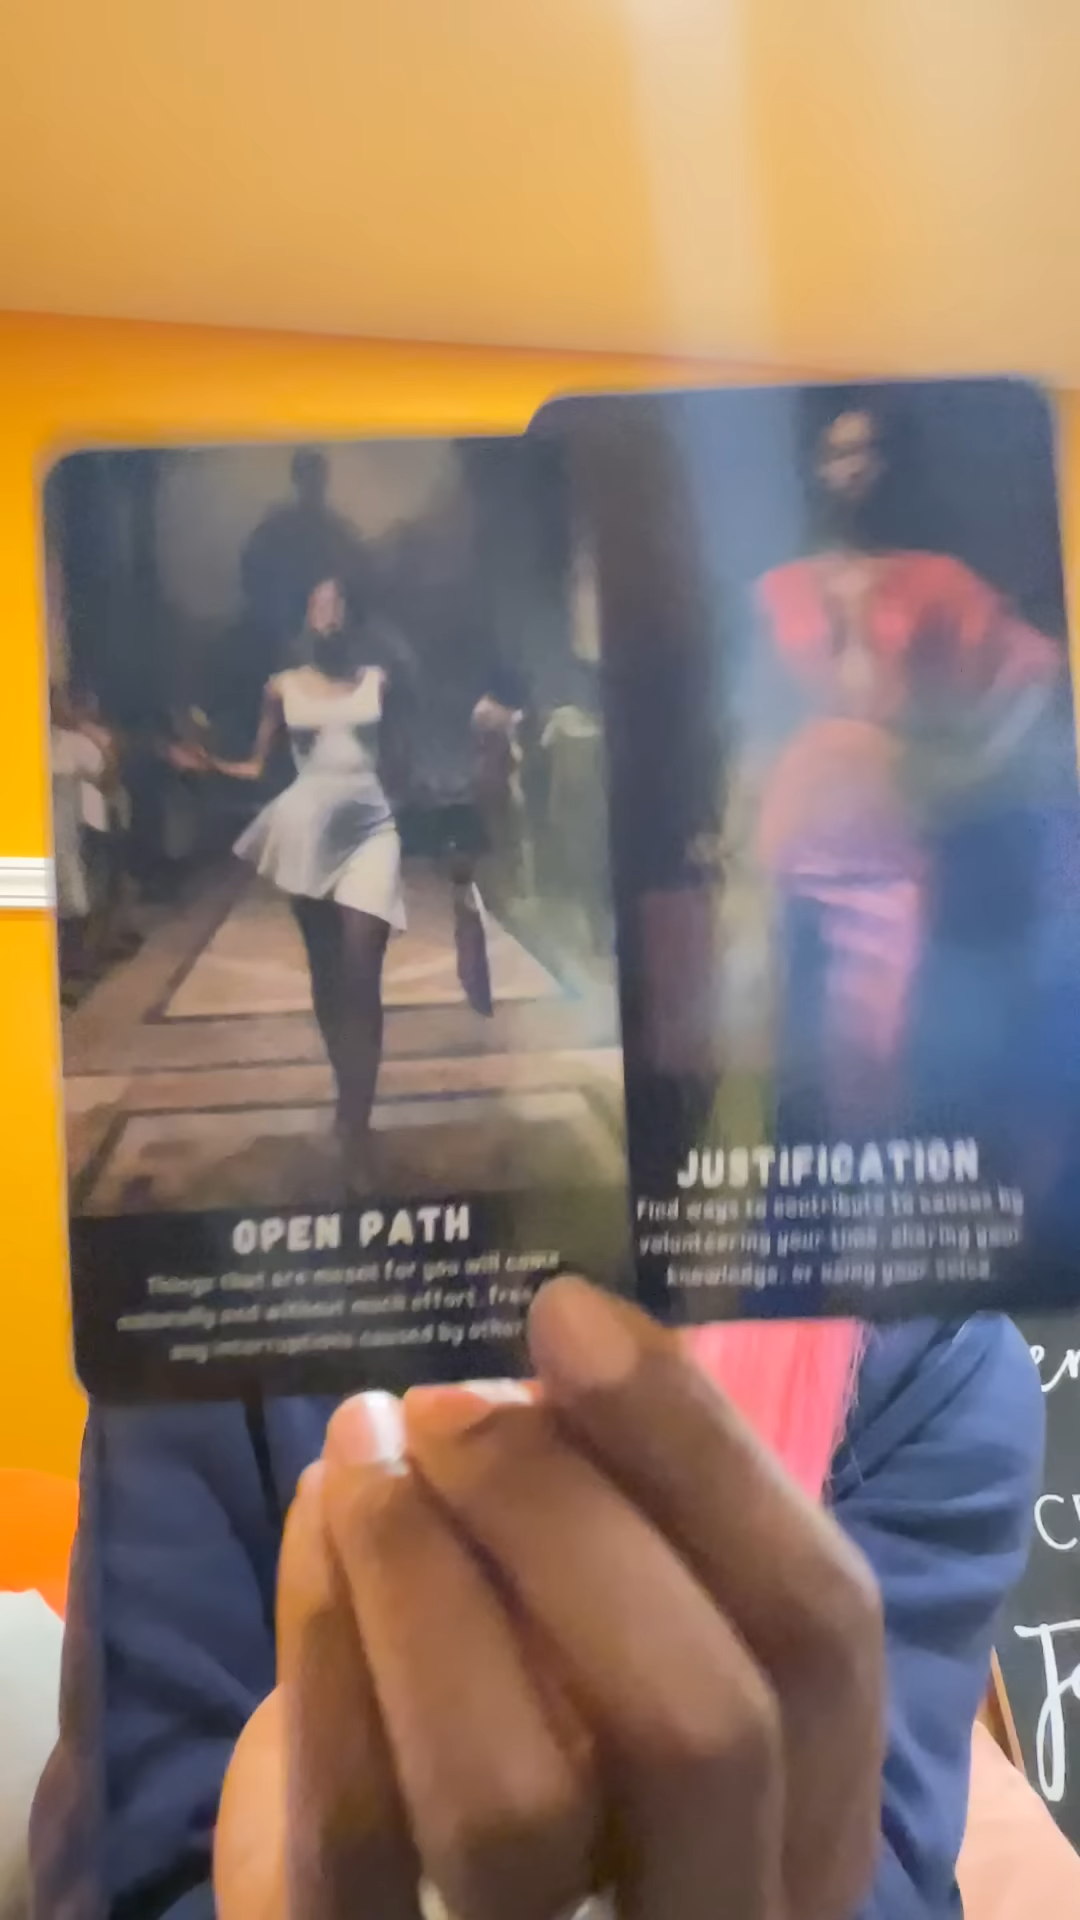 OPEN PATH
Things that are meant for you will come
naturally and without much effort, free
any interruptions caused by other
JUSTIFICATION
Find ways to contribute to causes by
volunteering your time, sharing your
knowledge, or using your voice.
er